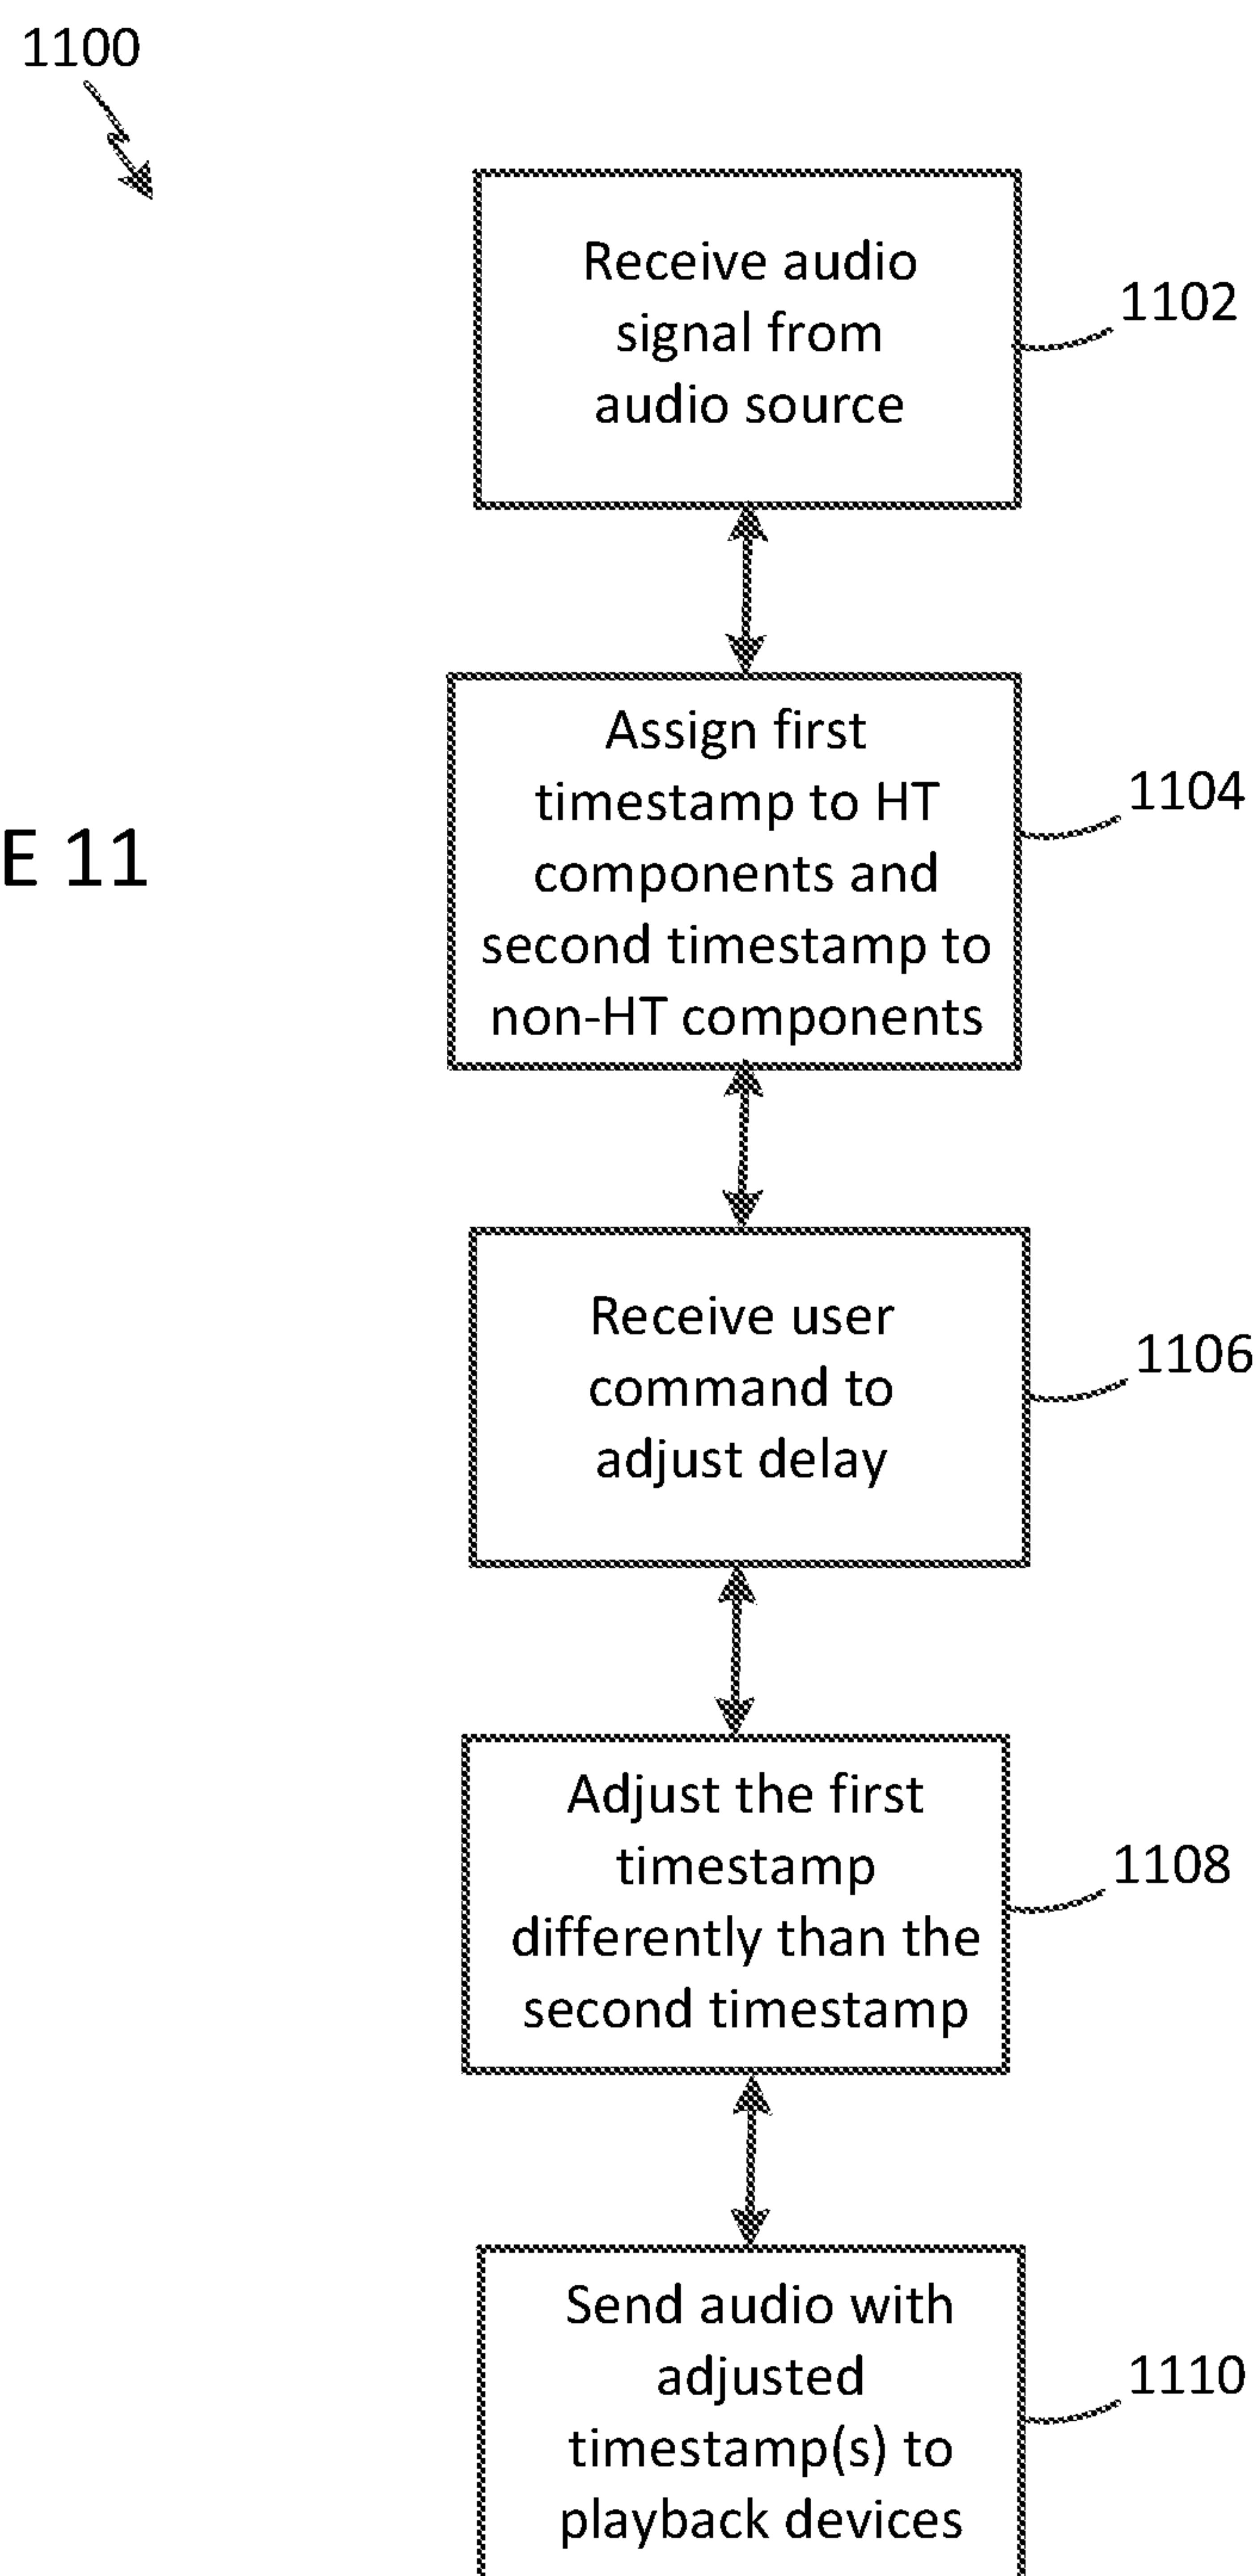 1100
Receive audio
signal from
audio source
1102
Assign first
timestamp to HT
components and
second timestamp to
non-HT components
1104
E 11
Receive user
command to
adjust delay
1106
Adjust the first
timestamp
differently than the
second timestamp
1108
Send audio with
adjusted
timestamp(s) to
playback devices
1110